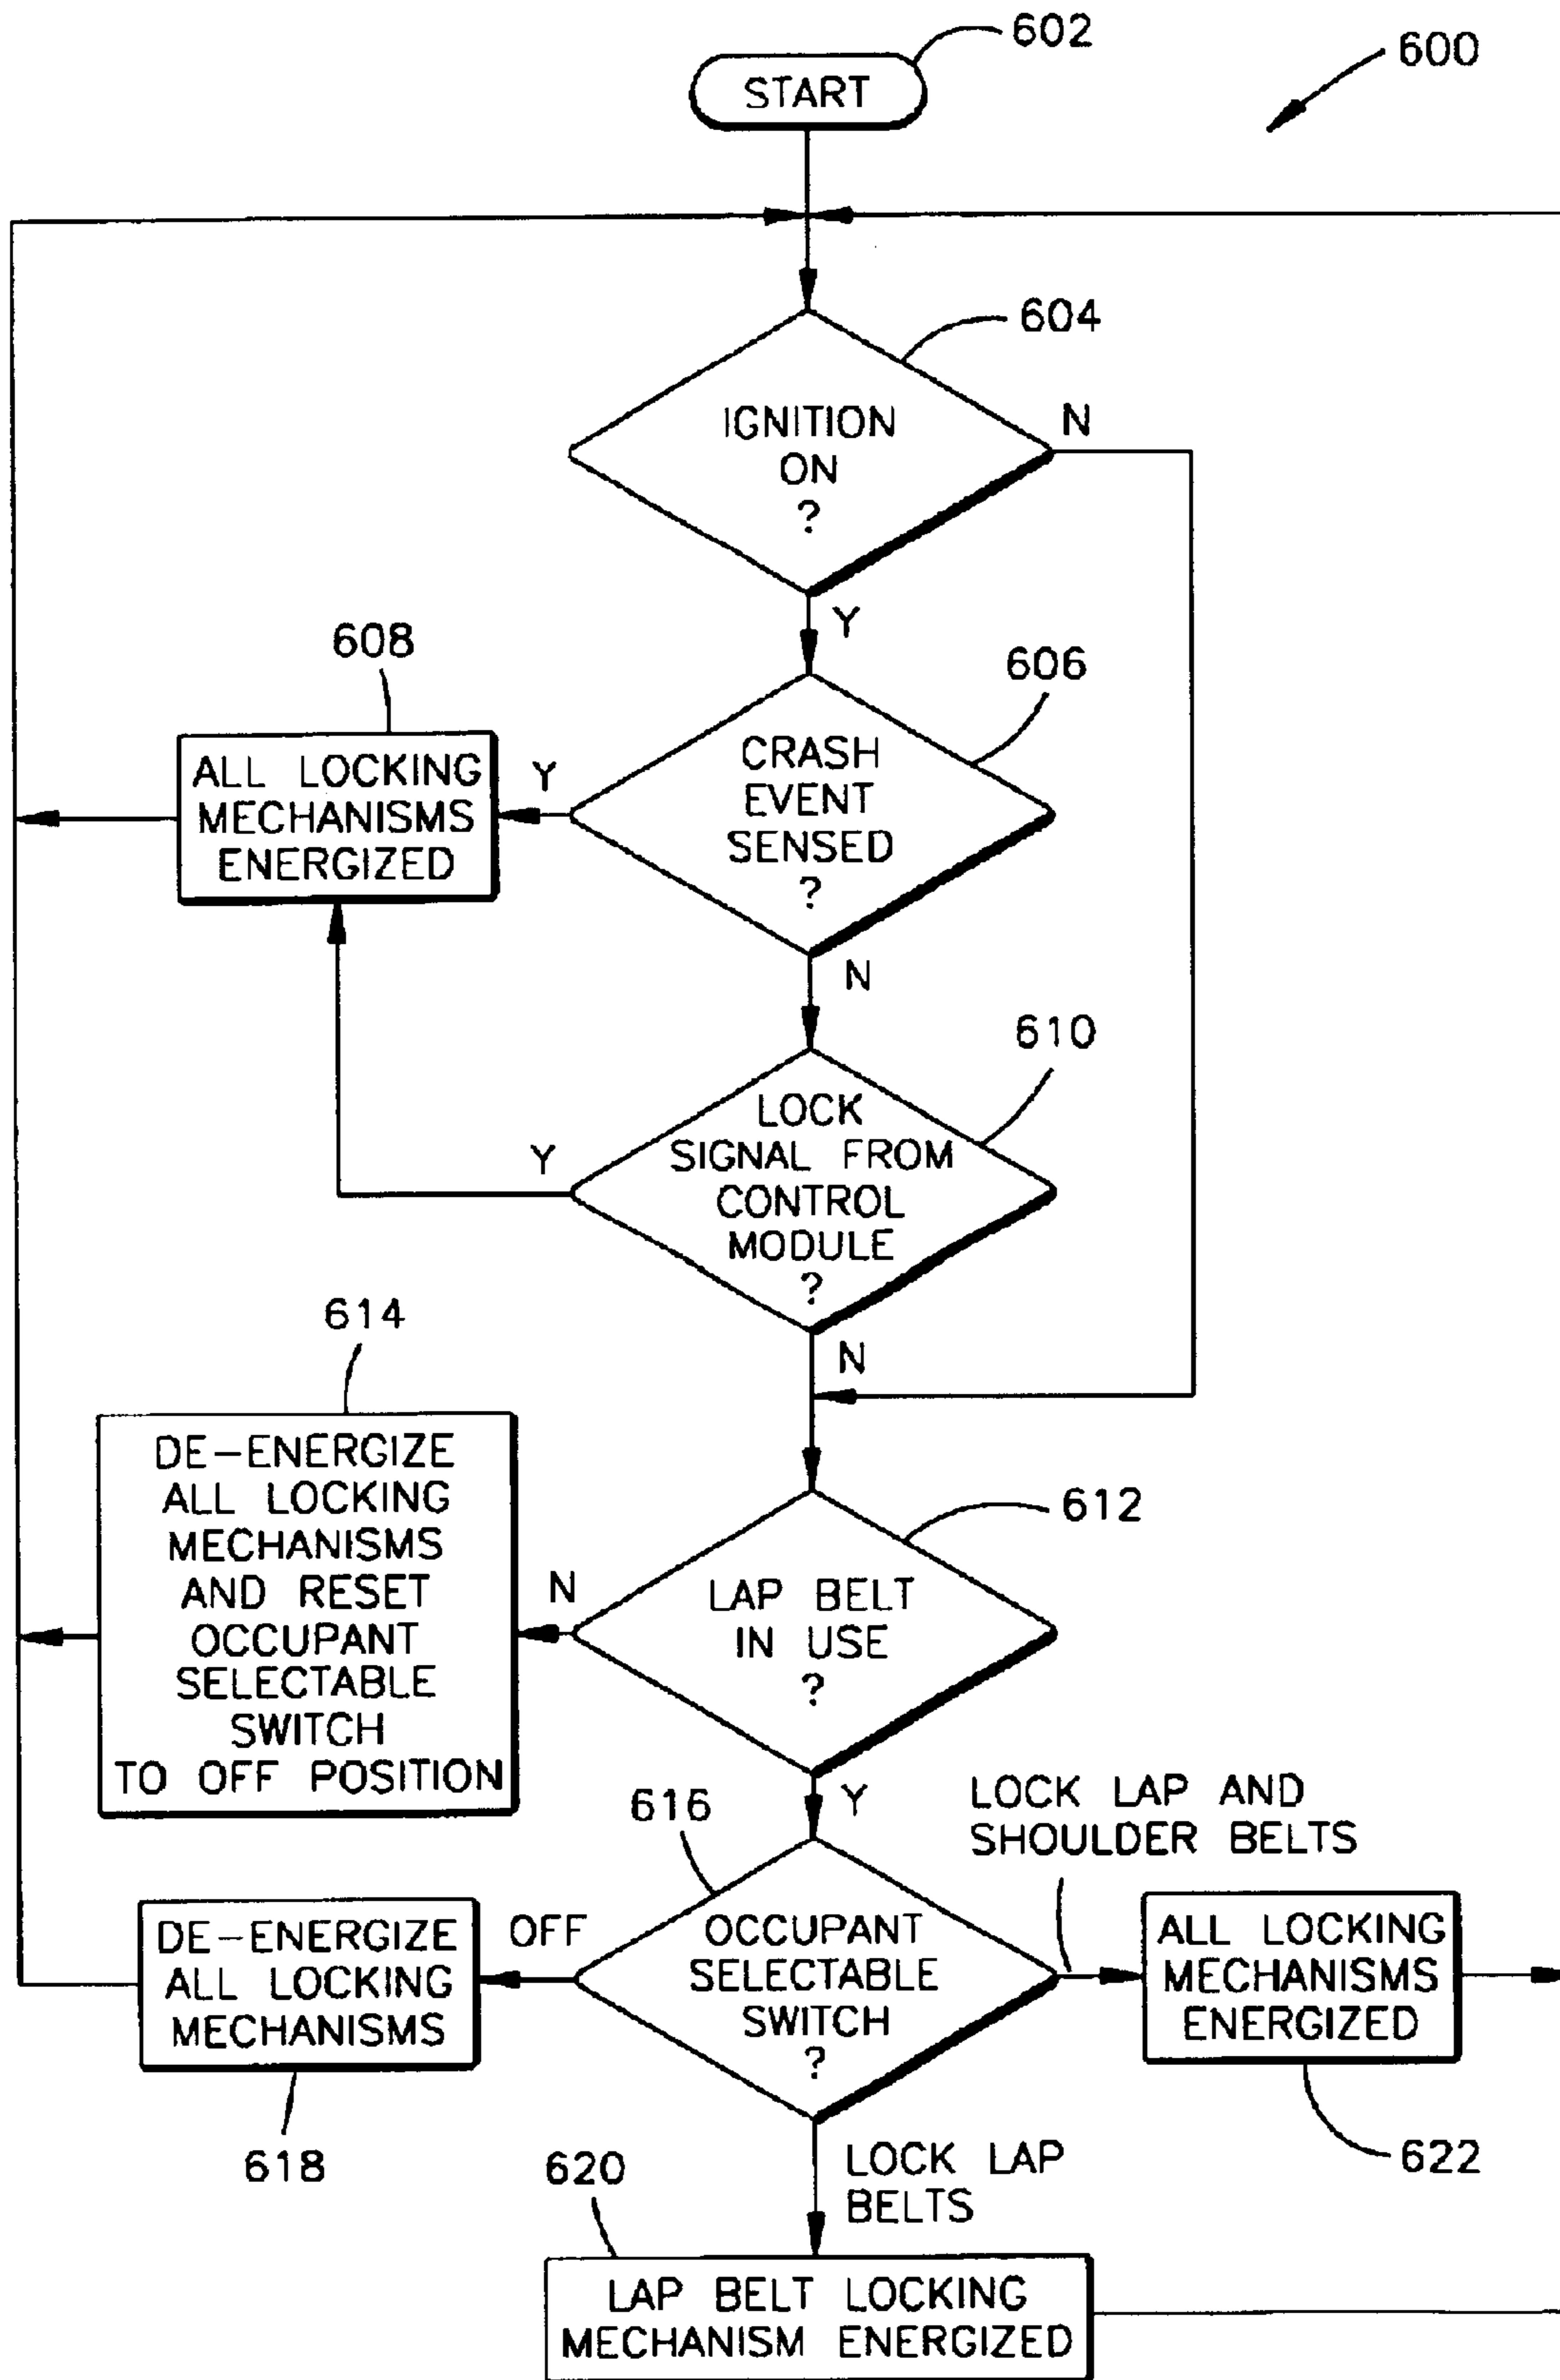 602
600
START
604
IGNITION
ON
?
N
Y
608
606
ALL LOCKING
MECHANISMS
ENERGIZED
Y
CRASH
EVENT
SENSED
?
N
610
LOCK
SIGNAL FROM
CONTROL
MODULE
?
Y
N
614
DE-ENERGIZE
ALL LOCKING
MECHANISMS
AND RESET
OCCUPANT
SELECTABLE
SWITCH
TO OFF POSITION
612
N
LAP BELT
IN USE
?
Y
616
LOCK LAP AND
SHOULDER BELTS
DE-ENERGIZE
ALL LOCKING
MECHANISMS
OFF
OCCUPANT
SELECTABLE
SWITCH
?
ALL LOCKING
MECHANISMS
ENERGIZED
618
620
LOCK LAP
BELTS
622
LAP BELT LOCKING
MECHANISM ENERGIZED